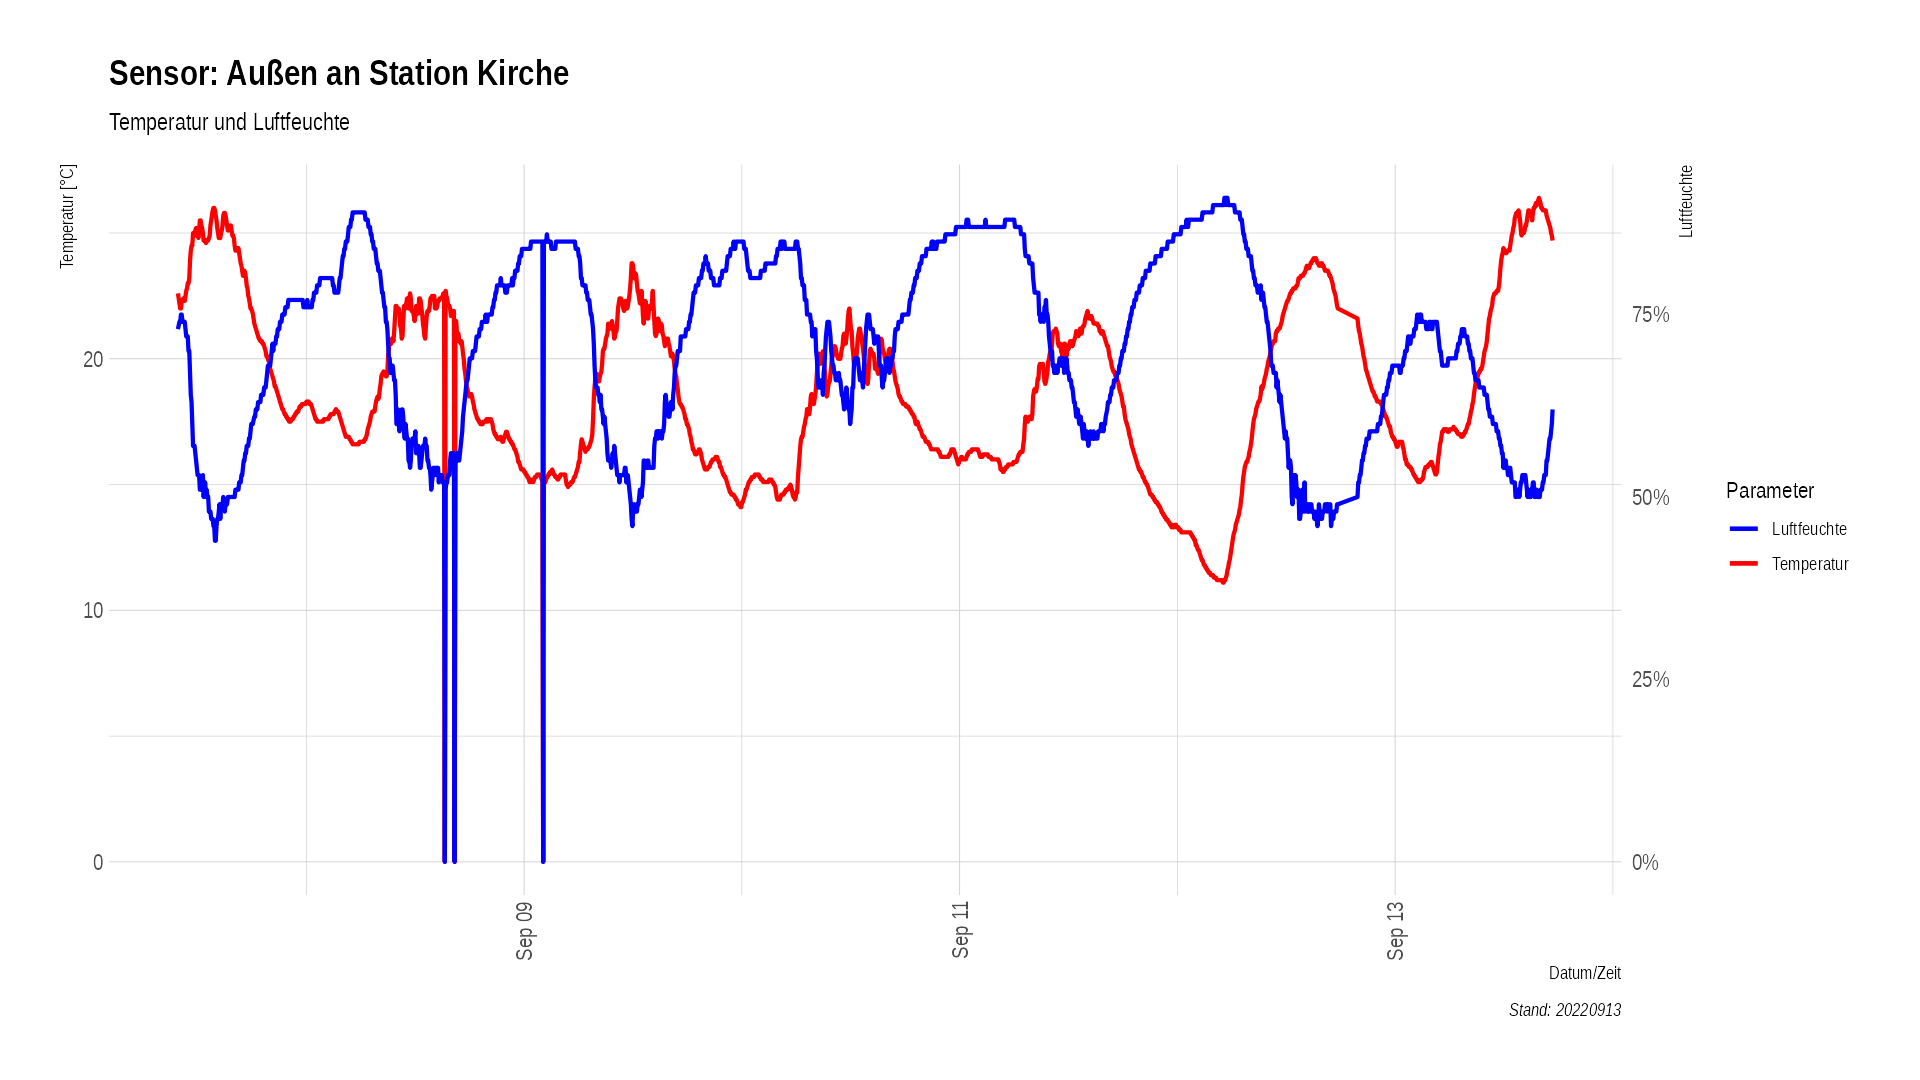 Sensor: Außen an Station Kirche
Temperatur und Luftfeuchte
Temperatur [°C]
Luftfeuchte
20
10
0
75%
50%
25%
0%
Sep 09
Sep 11
Sep 13
Datum/Zeit
Stand: 20220913
Parameter
Luftfeuchte
Temperatur